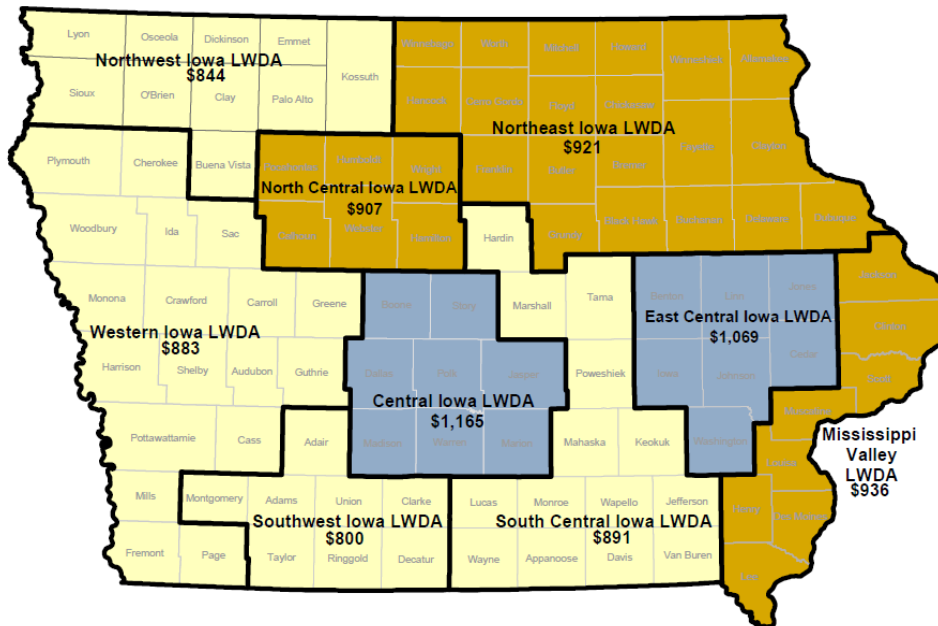 Lyon Osceola Dickinson Emmet Winnebago Worth Mitchell Howard Winneshiek Allamakee
Northwest Iowa LWDA
$844
Kossuth
Sioux O'Brien Clay Palo Alto Hancock Cerro Gordo Floyd Chickasaw
Northeast Iowa LWDA
$921
Fayette Clayton
Plymouth Cherokee Buena Vista Pocahontas Humboldt Wright Franklin Butler Bremer
North Central Iowa LWDA
$907
Woodbury Ida Sac Calhoun Webster Hamilton Hardin Grundy Black Hawk Buchanan Delaware Dubuque
Monona Crawford Carroll Greene Boone Story Marshall Tama Benton Linn Jones Jackson
Western Iowa LWDA
$883
East Central Iowa LWDA
$1,069
Clinton
Harrison Shelby Audubon Guthrie Dallas Polk Jasper Poweshiek Iowa Johnson Cedar Scott
Central Iowa LWDA
$1,165
Pottawattamie Cass Adair Madison Warren Marion Mahaska Keokuk Washington Muscatine
Mississippi
Valley
LWDA
$936
Louisa
Mills Montgomery Adams Union Clarke Lucas Monroe Wapello Jefferson Henry Des Moines
Southwest Iowa LWDA
$800
South Central Iowa LWDA
$891
Fremont Page Taylor Ringgold Decatur Wayne Appanoose Davis Van Buren Lee